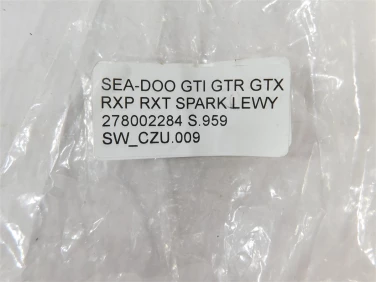 SEA-DOO GTI GTR GTX
RXP RXT SPARK LEWY
278002284 S.959
SW_CZU.009